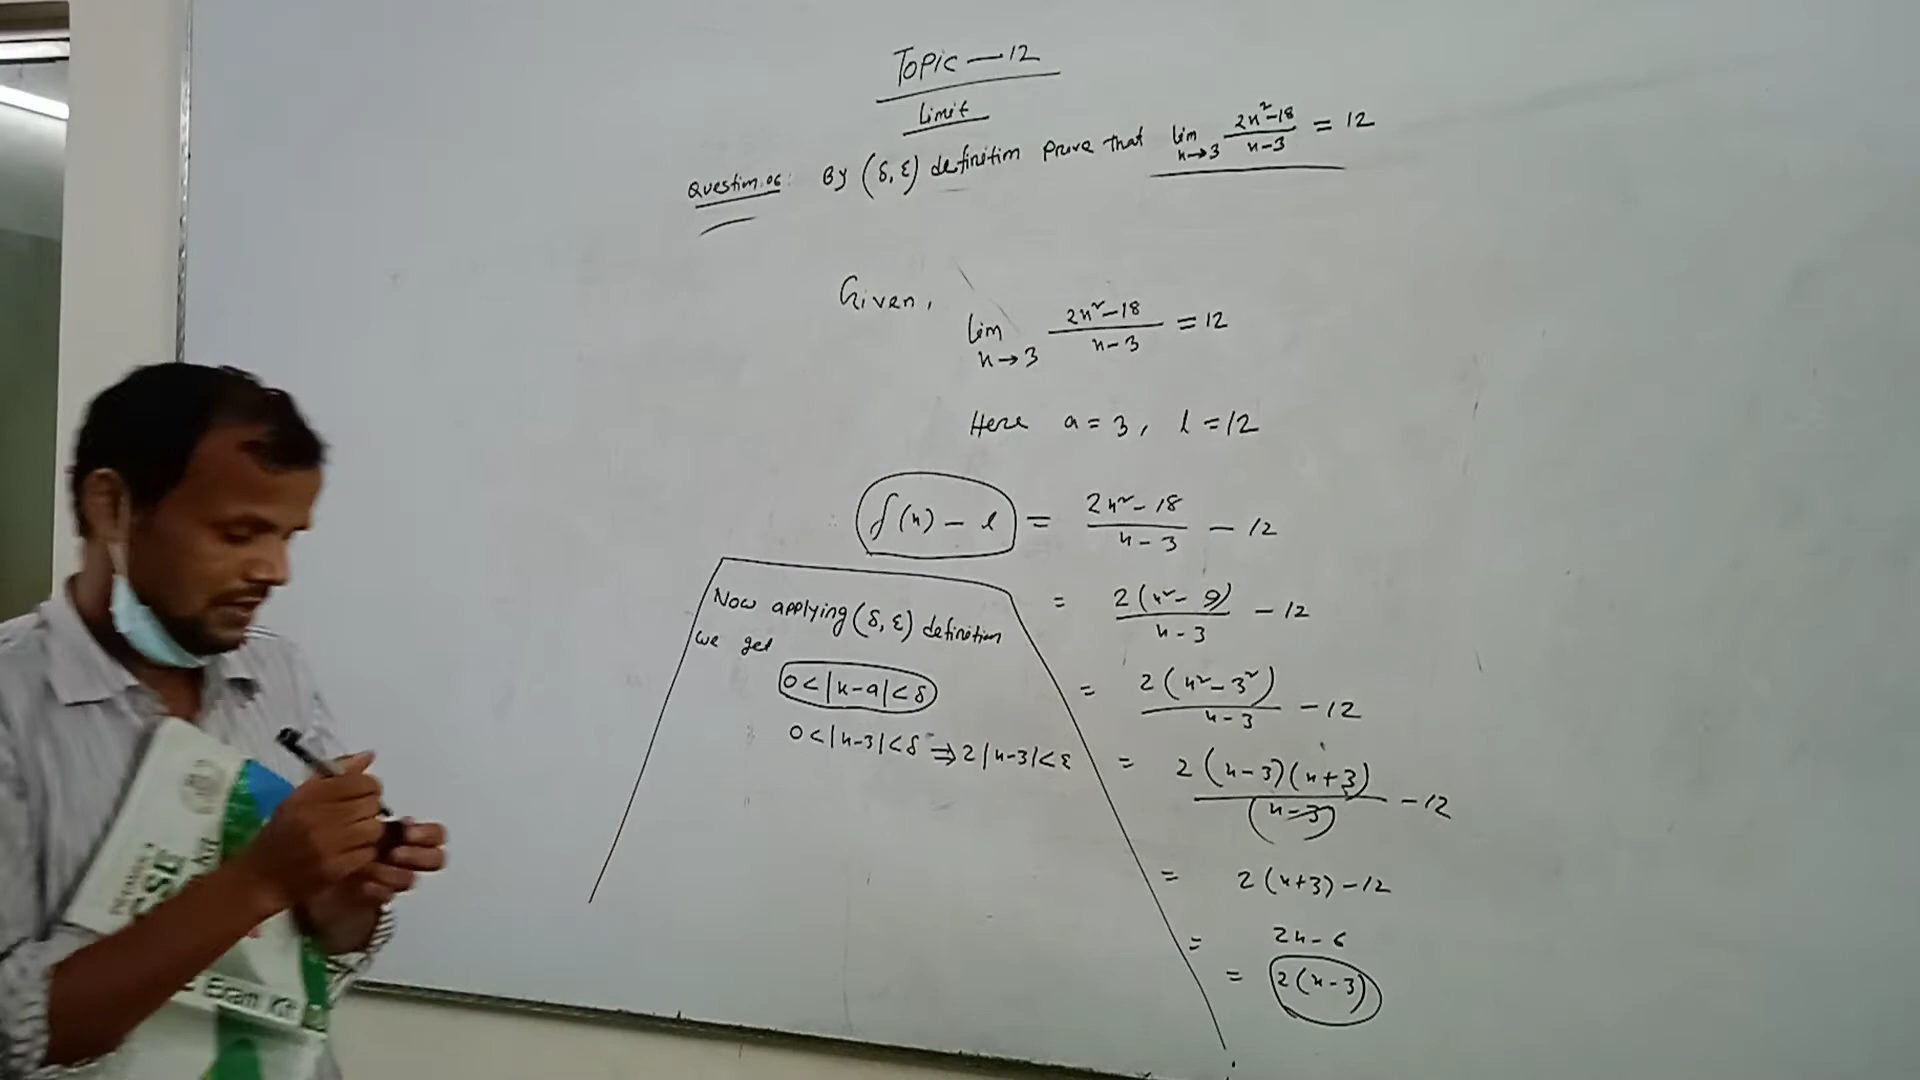 Topic — 12
Limit
Question.06: By (δ, ε) definition prove that lim x→3 2x²-18 / x-3 = 12
Given,
lim x→3 2x²-18 / x-3 = 12
Here a = 3, l = 12
f(x) - l = 2x²-18 / x-3 - 12
= 2(x²-9) / x-3 - 12
= 2(x²-3²) / x-3 - 12
= 2(x-3)(x+3) / (x-3) - 12
= 2(x+3) - 12
= 2x-6
= 2(x-3)
Now applying (δ, ε) definition
we get
0<|x-a|<δ
0<|x-3|<δ ⇒ 2|x-3|<ε
Exam Kit